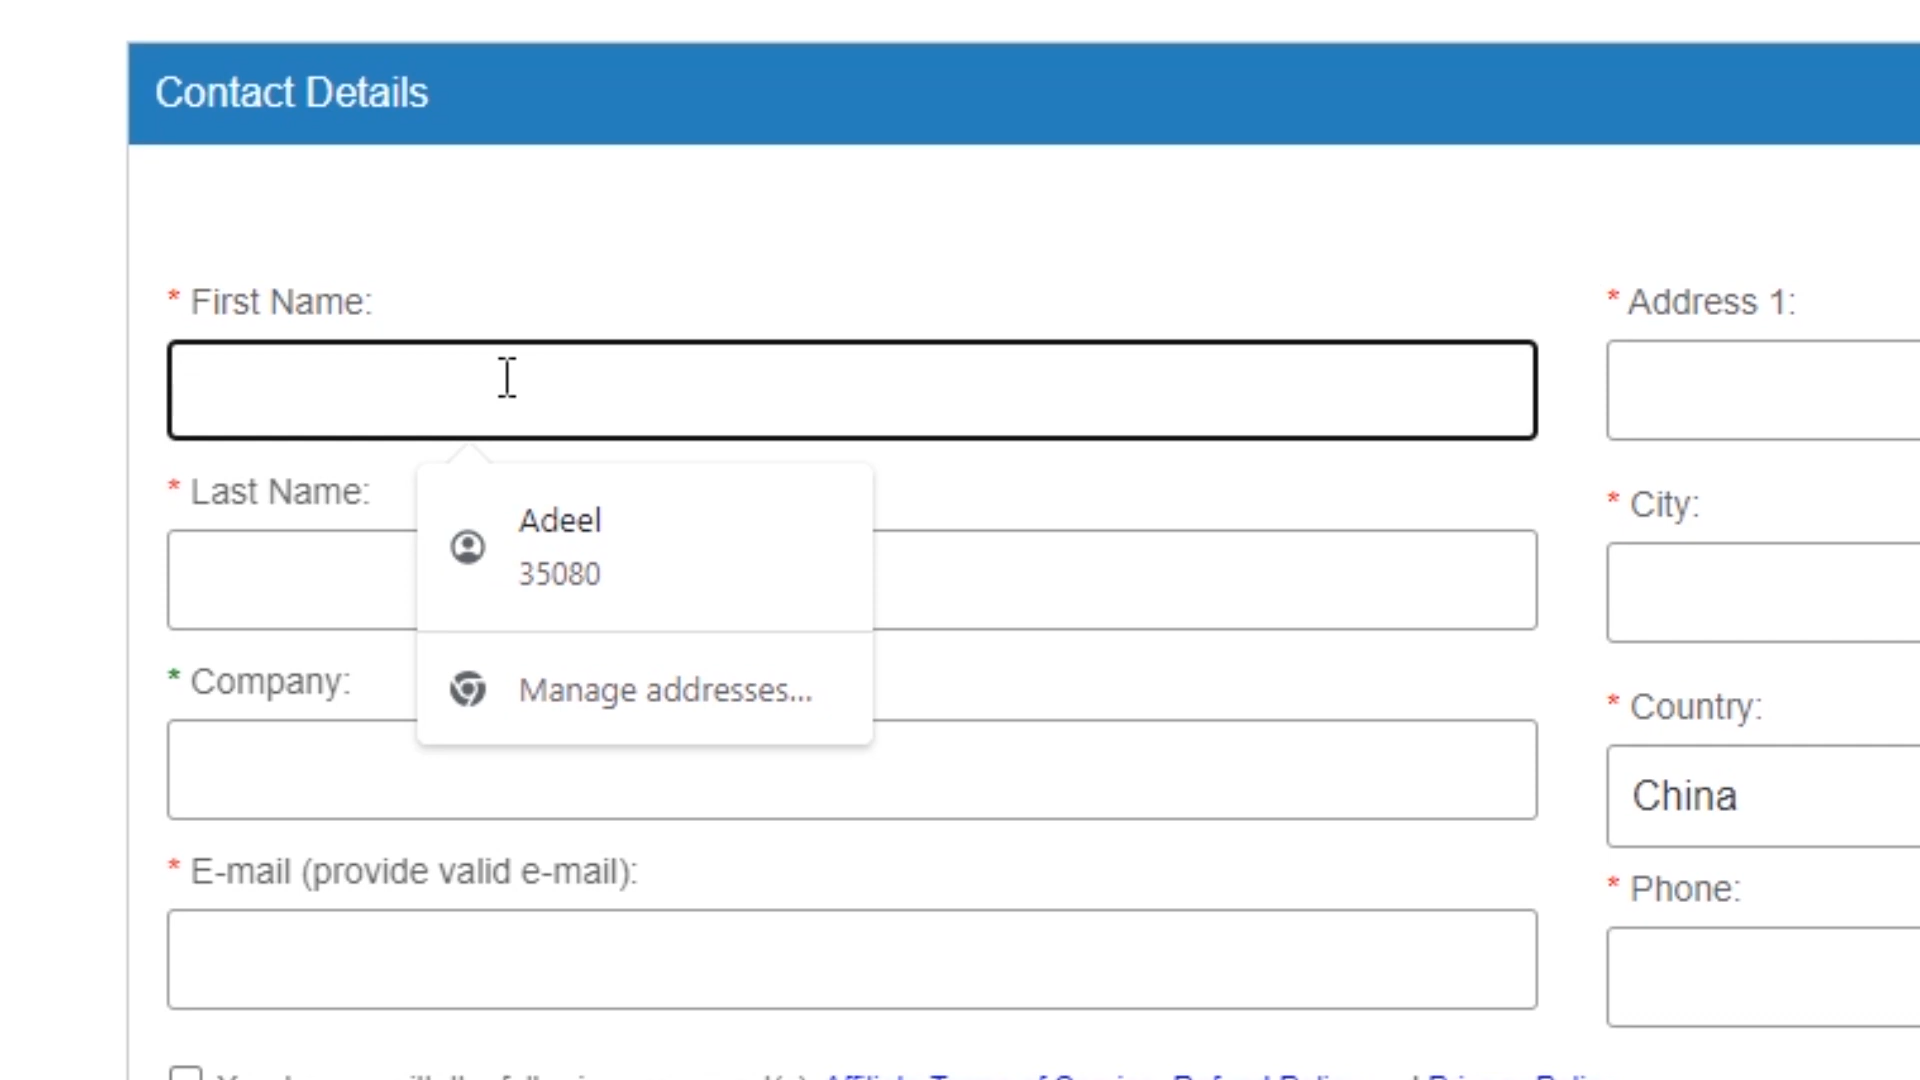 Contact Details
* First Name:
* Last Name:
Adeel
35080
Manage addresses...
* Company:
* E-mail (provide valid e-mail):
* Address 1:
* City:
* Country:
China
* Phone: